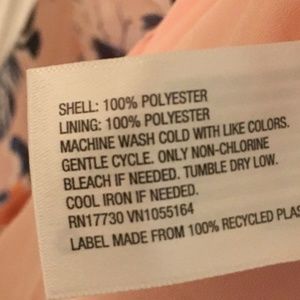 SHELL: 100% POLYESTER
LINING: 100% POLYESTER
MACHINE WASH COLD WITH LIKE COLORS.
GENTLE CYCLE. ONLY NON-CHLORINE
BLEACH IF NEEDED. TUMBLE DRY LOW.
COOL IRON IF NEEDED.
RN17730 VN1055164
LABEL MADE FROM 100% RECYCLED PLAS